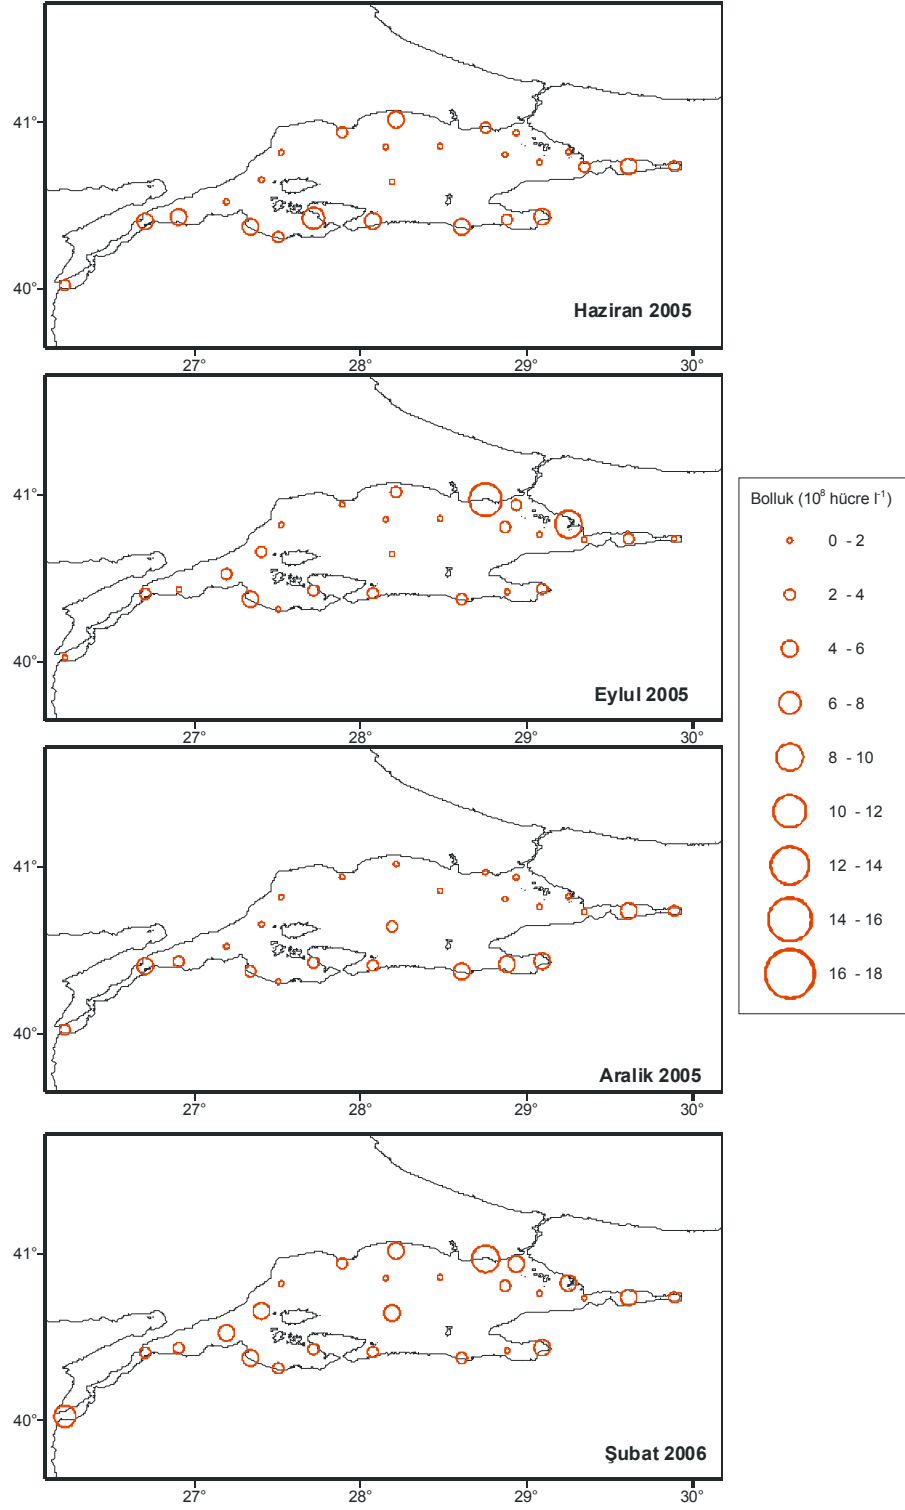 41°
40°
Haziran 2005
27° 28° 29° 30°
41°
40°
Eylul 2005
27° 28° 29° 30°
Bolluk (10⁸ hücre l⁻¹)
0 - 2
2 - 4
4 - 6
6 - 8
8 - 10
10 - 12
12 - 14
14 - 16
16 - 18
41°
40°
Aralik 2005
27° 28° 29° 30°
41°
40°
Şubat 2006
27° 28° 29° 30°